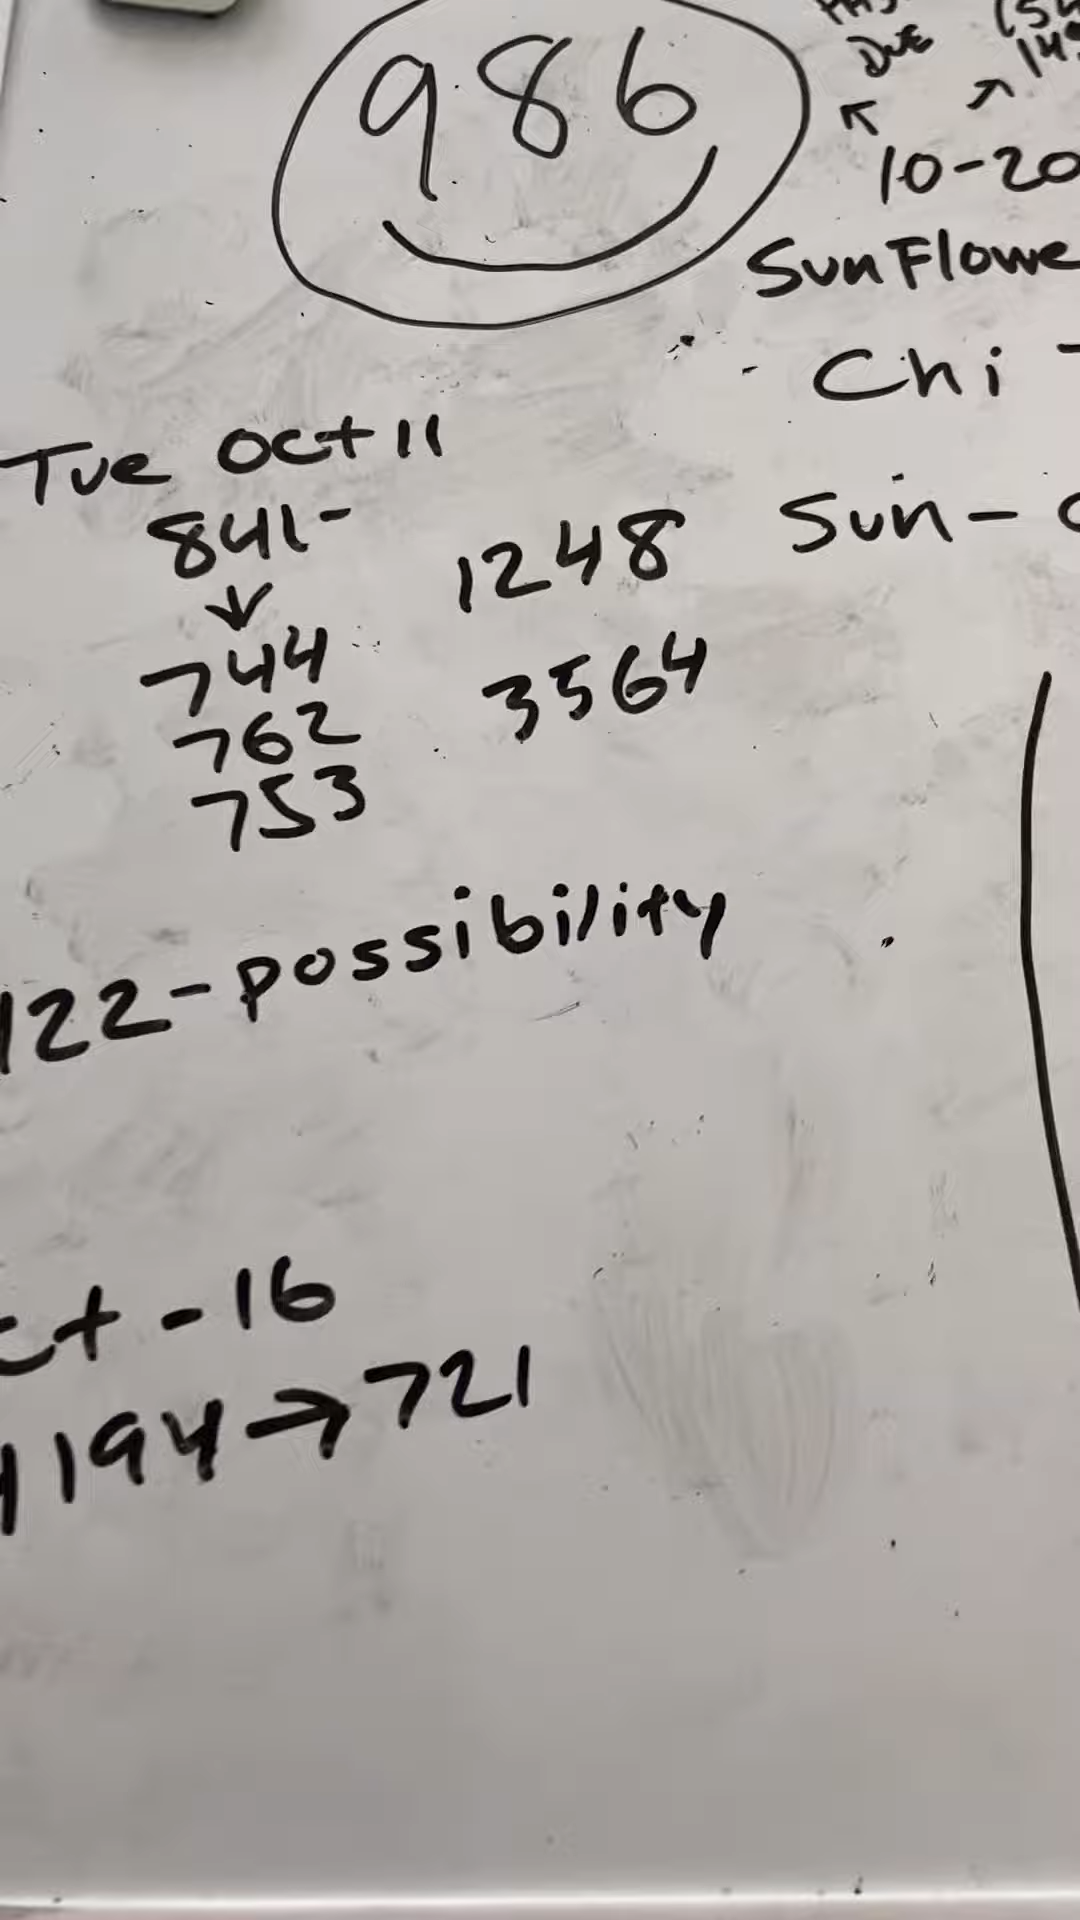 986
DUE
10-20
SunFlowe
Chi -
Sun-
Tue Oct 11
841-
744
762
753
1248
3564
122-possibility
ct-16
1194→721